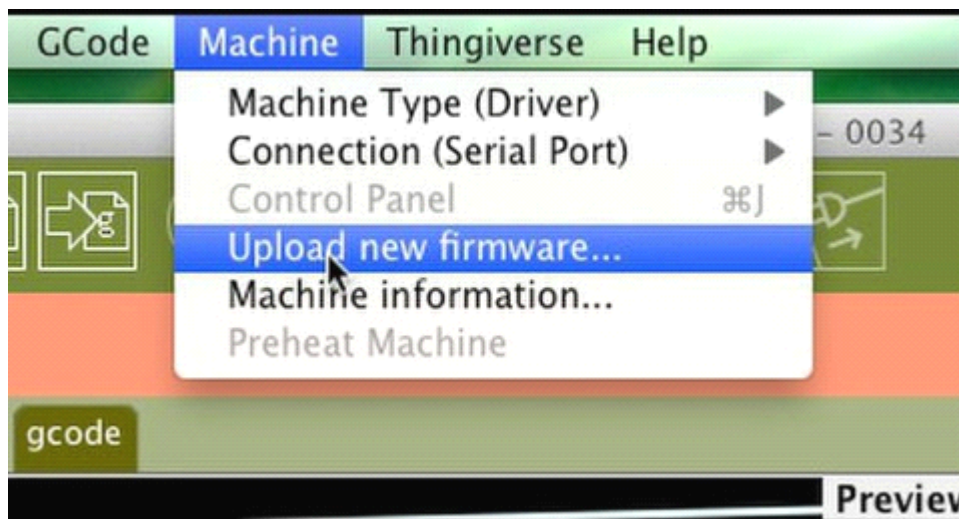 GCode Machine Thingiverse Help
Machine Type (Driver)
– 0034
Connection (Serial Port)
Control Panel ⌘J
g
Upload new firmware...
Machine information...
Preheat Machine
gcode
Preview